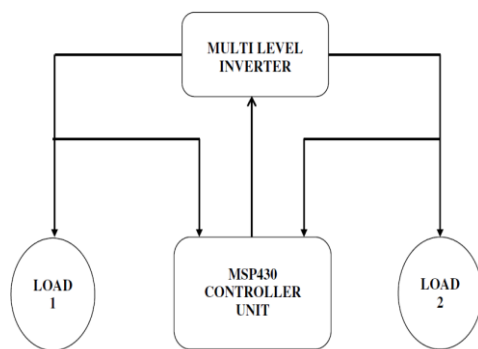 MULTI LEVEL
INVERTER
LOAD
1
MSP430
CONTROLLER
UNIT
LOAD
2